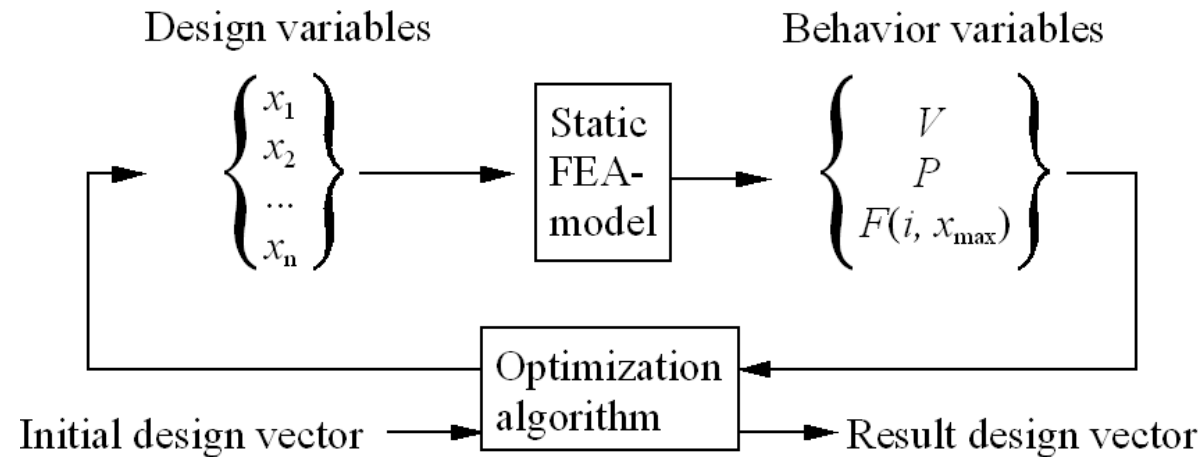 Design variables
Behavior variables
x₁
x₂
...
xₙ
Static
FEA-
model
V
P
F(i, xₘₐₓ)
Optimization
algorithm
Initial design vector
Result design vector